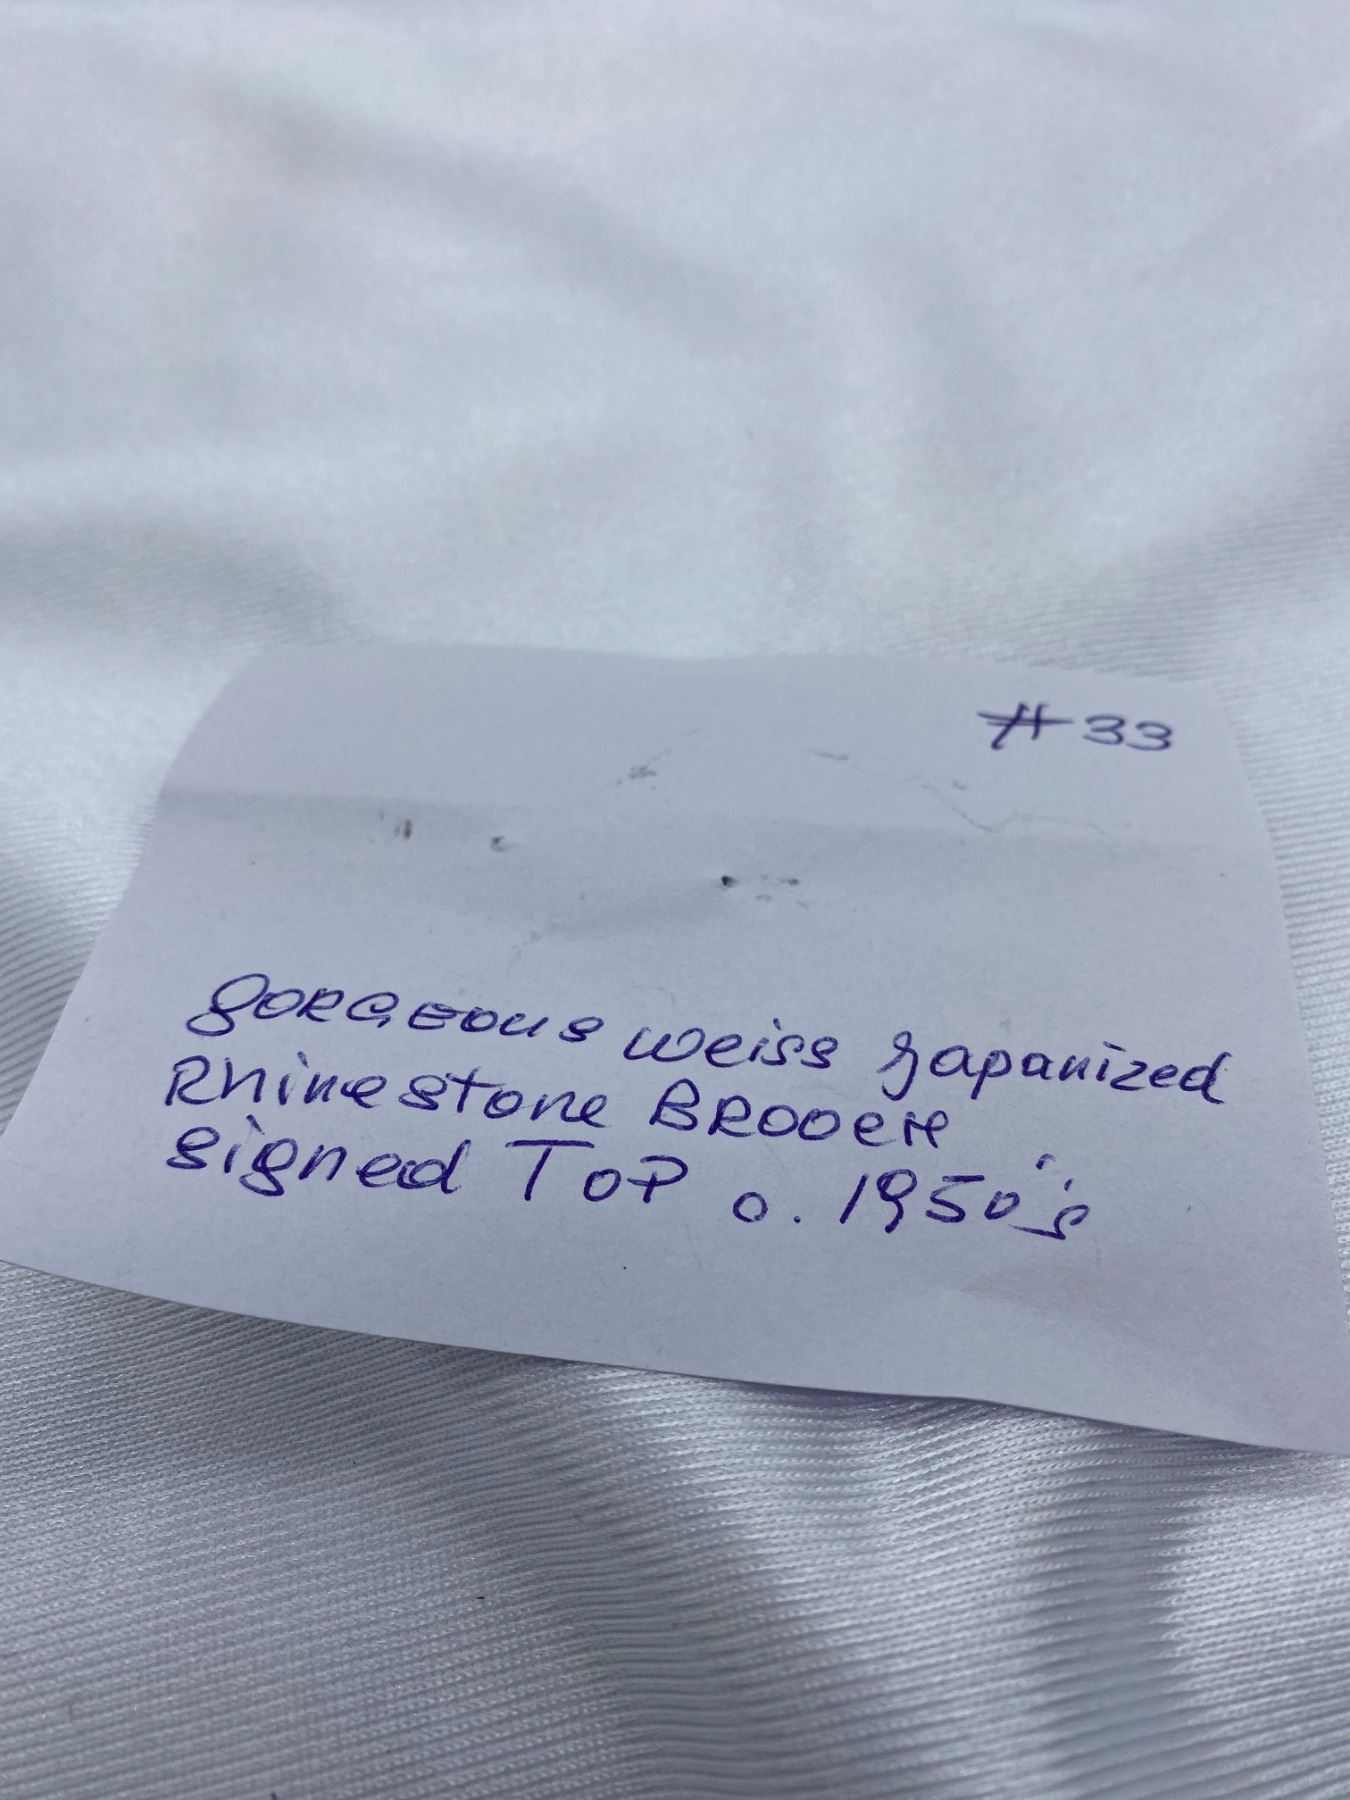 #33
gorgeous weiss Japanized
Rhinestone Brooch
signed Top c. 1950's